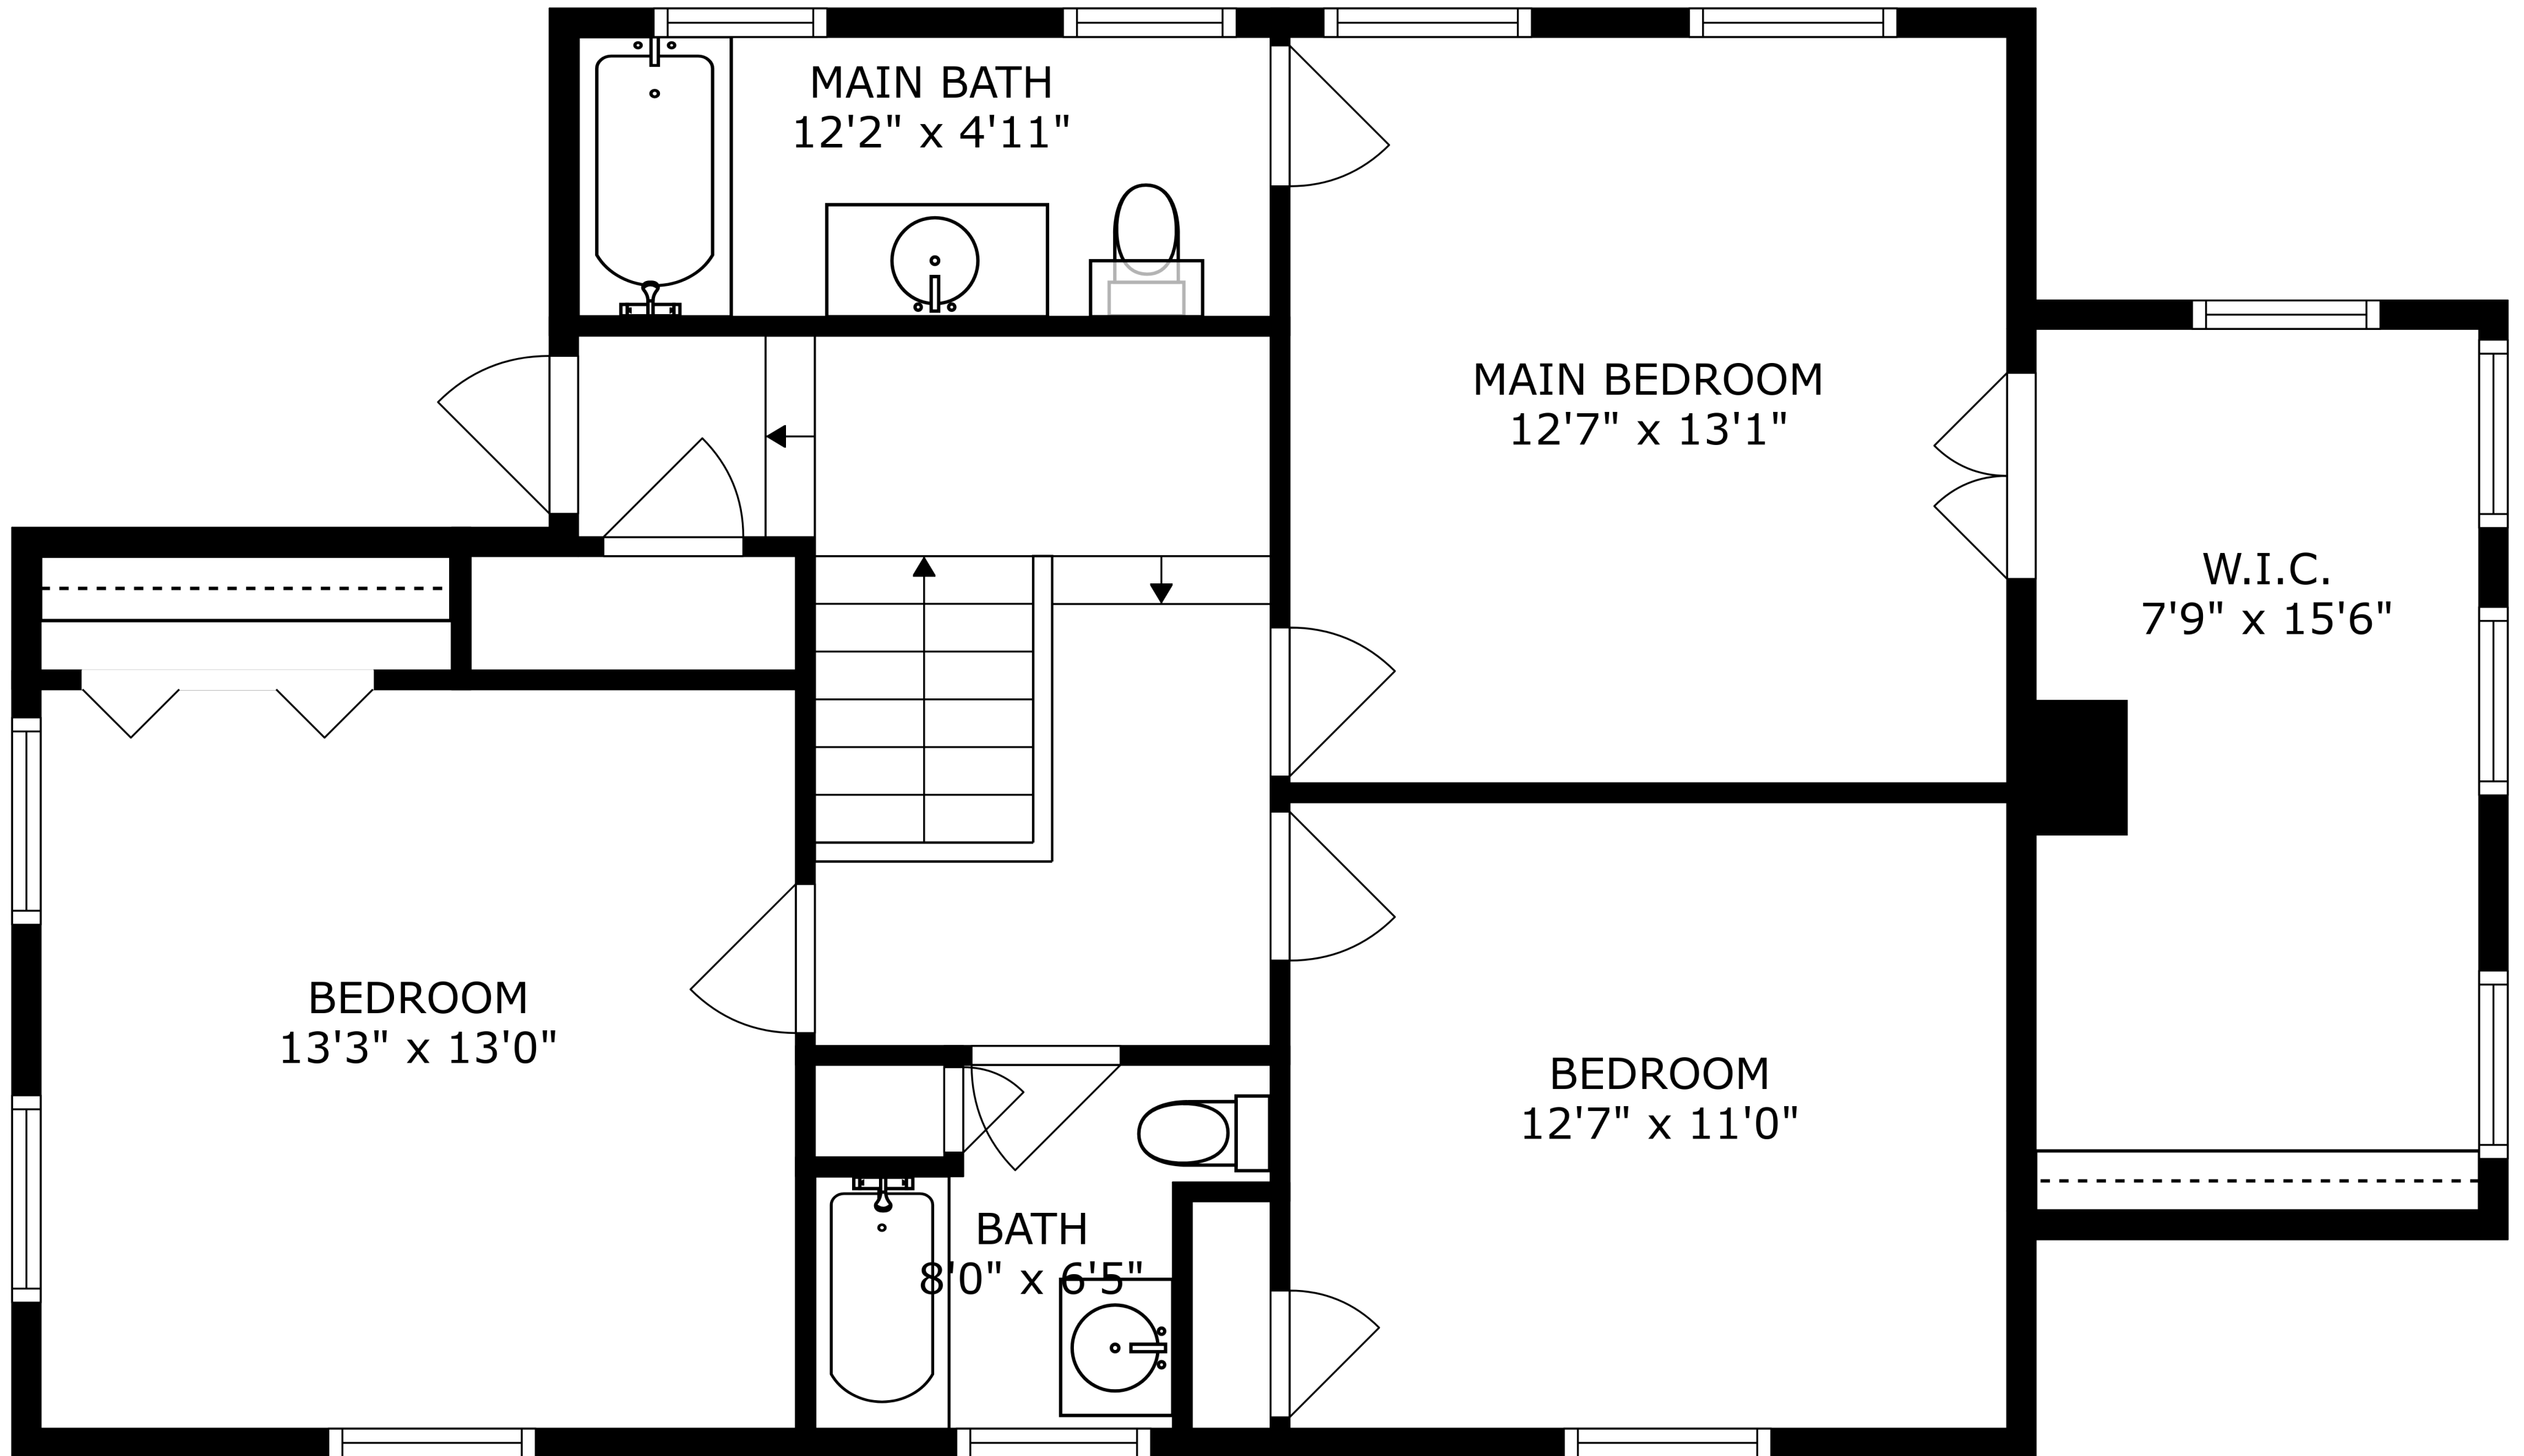 MAIN BATH
12'2" x 4'11"
MAIN BEDROOM
12'7" x 13'1"
W.I.C.
7'9" x 15'6"
BEDROOM
13'3" x 13'0"
BEDROOM
12'7" x 11'0"
BATH
8'0" x 6'5"